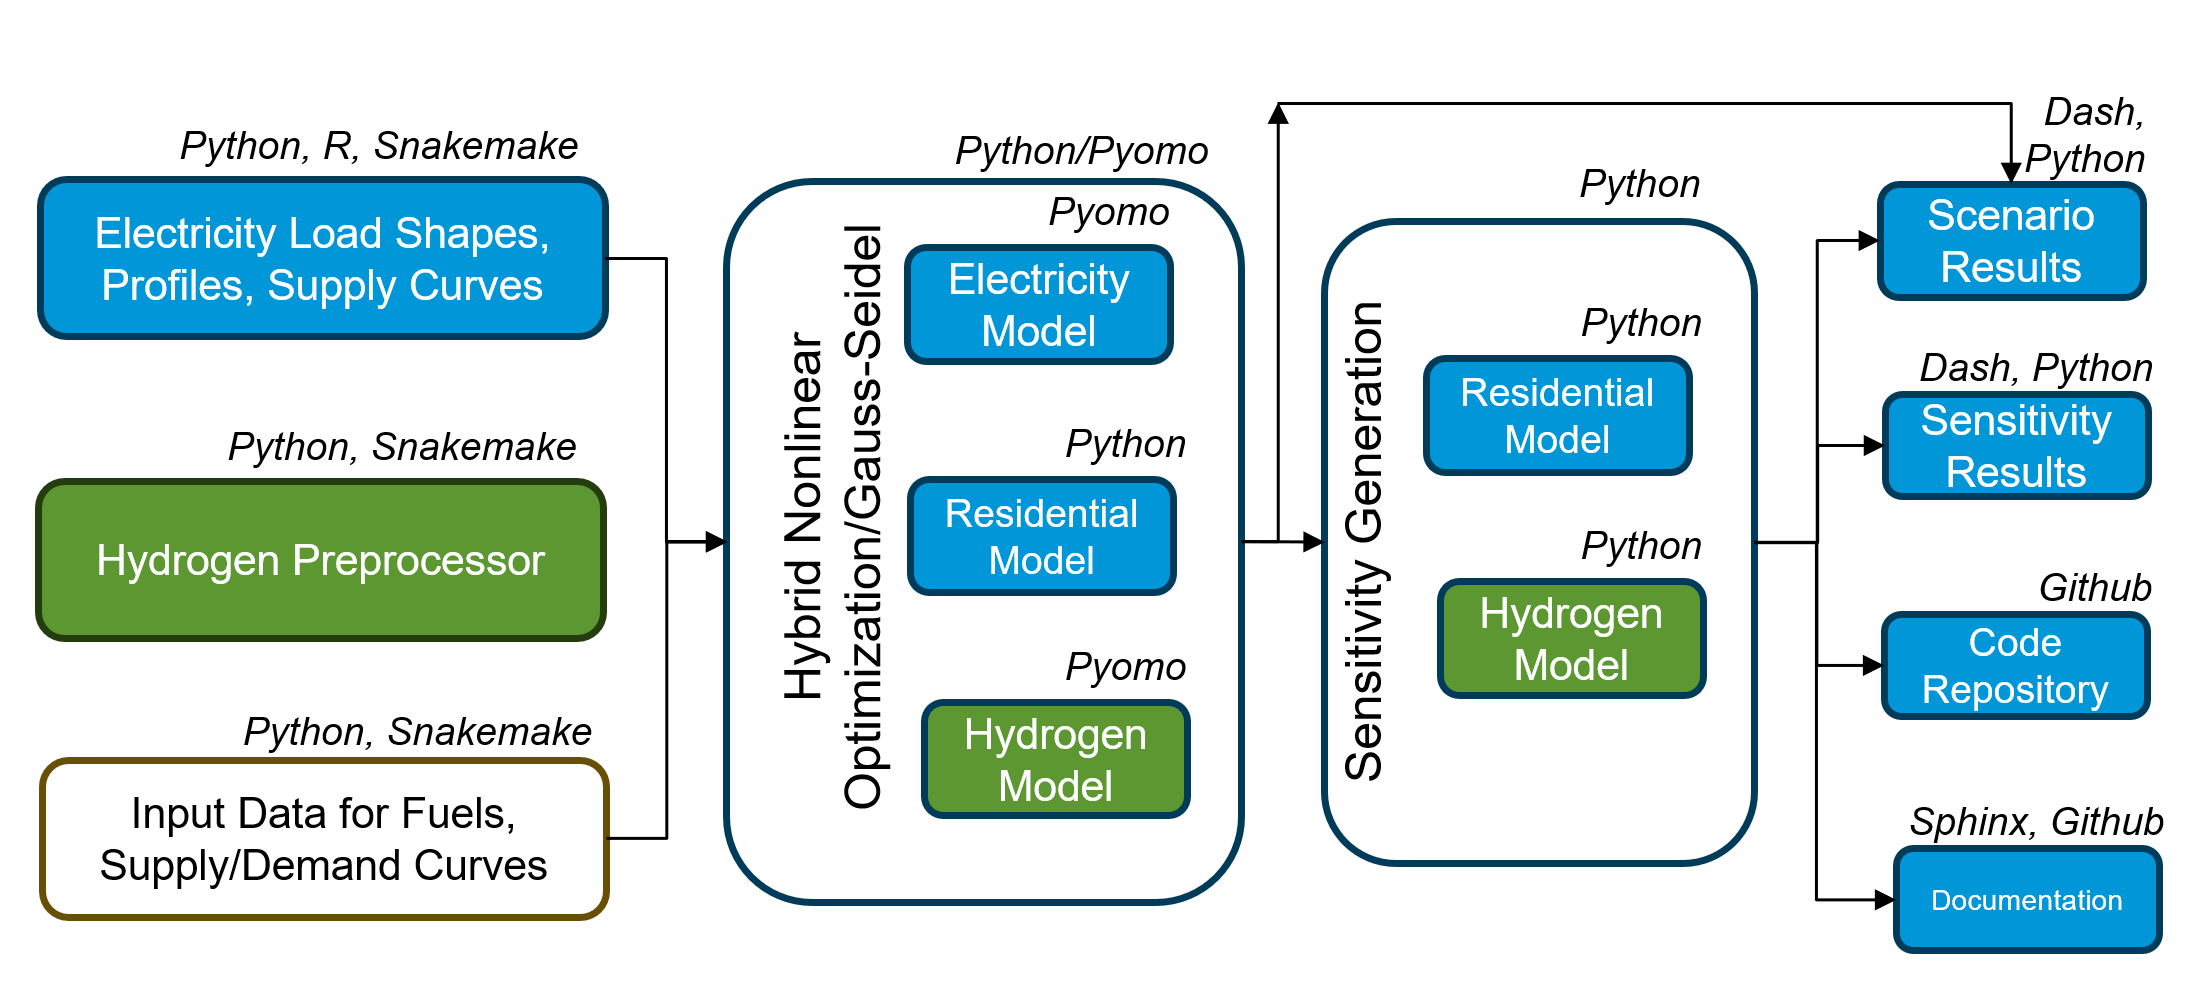 Python, R, Snakemake
Electricity Load Shapes,
Profiles, Supply Curves
Python, Snakemake
Hydrogen Preprocessor
Python, Snakemake
Input Data for Fuels,
Supply/Demand Curves
Python/Pyomo
Hybrid Nonlinear
Optimization/Gauss-Seidel
Pyomo
Electricity
Model
Python
Residential
Model
Pyomo
Hydrogen
Model
Python
Sensitivity Generation
Python
Residential
Model
Python
Hydrogen
Model
Dash,
Python
Scenario
Results
Dash, Python
Sensitivity
Results
Github
Code
Repository
Sphinx, Github
Documentation